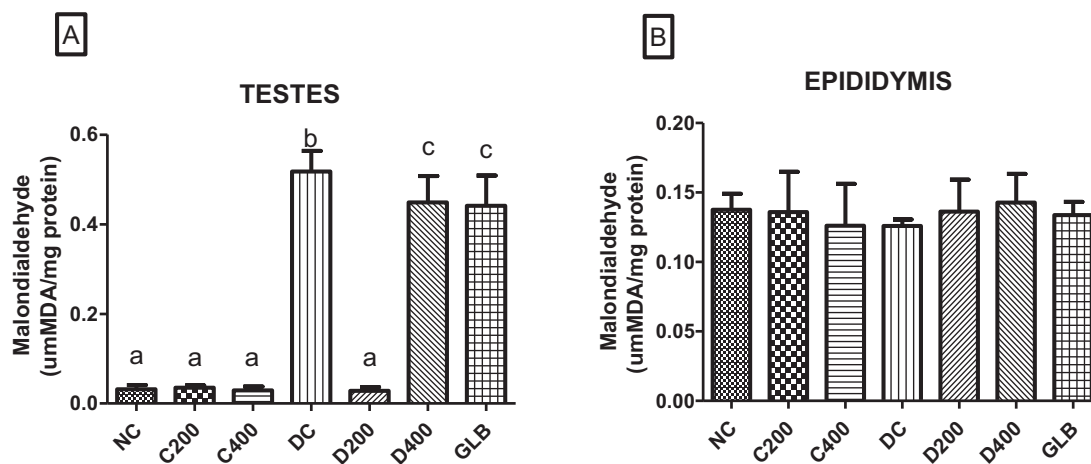 A
TESTES
Malondialdehyde
(umMDA/mg protein)
0.6
0.4
0.2
0.0
a
a
a
b
a
c
c
NC
C200
C400
DC
D200
D400
GLB
B
EPIDIDYMIS
Malondialdehyde
(umMDA/mg protein)
0.20
0.15
0.10
0.05
0.00
NC
C200
C400
DC
D200
D400
GLB